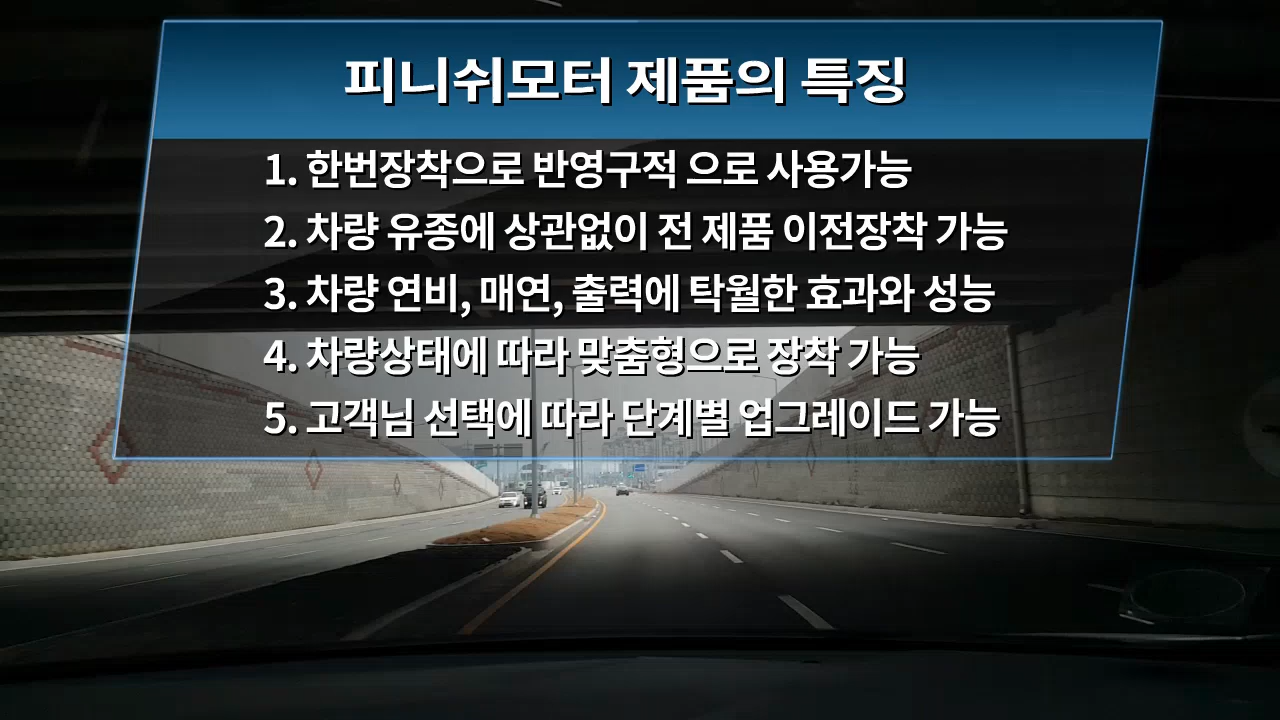 피니쉬모터 제품의 특징
1. 한번장착으로 반영구적 으로 사용가능
2. 차량 유종에 상관없이 전 제품 이전장착 가능
3. 차량 연비, 매연, 출력에 탁월한 효과와 성능
4. 차량상태에 따라 맞춤형으로 장착 가능
5. 고객님 선택에 따라 단계별 업그레이드 가능